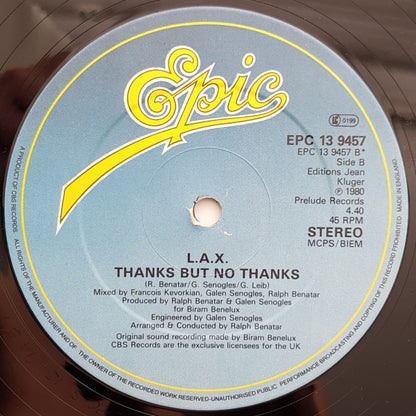 Epic
LC 0199
EPC 13 9457
EPC 13 9457 B*
Side B
Editions Jean
Kluger
℗ 1980
Prelude Records
4.40
45 RPM
STEREO
MCPS/BIEM
L.A.X.
THANKS BUT NO THANKS
(R. Benatar/G. Senogles/G. Leib)
Mixed by Francois Kevorkian, Galen Senogles, Ralph Benatar
Produced by Ralph Benatar & Galen Senogles
for Biram Benelux
Engineered by Galen Senogles
Arranged & Conducted by Ralph Benatar
Original sound recording made by Biram Benelux
CBS Records are the exclusive licensees for the UK
A PRODUCT OF CBS RECORDS. ALL RIGHTS OF THE MANUFACTURER AND OF THE OWNER OF THE RECORDED WORK RESERVED-UNAUTHORISED PUBLIC PERFORMANCE BROADCASTING AND COPYING OF THIS RECORD PROHIBITED. MADE IN ENGLAND.